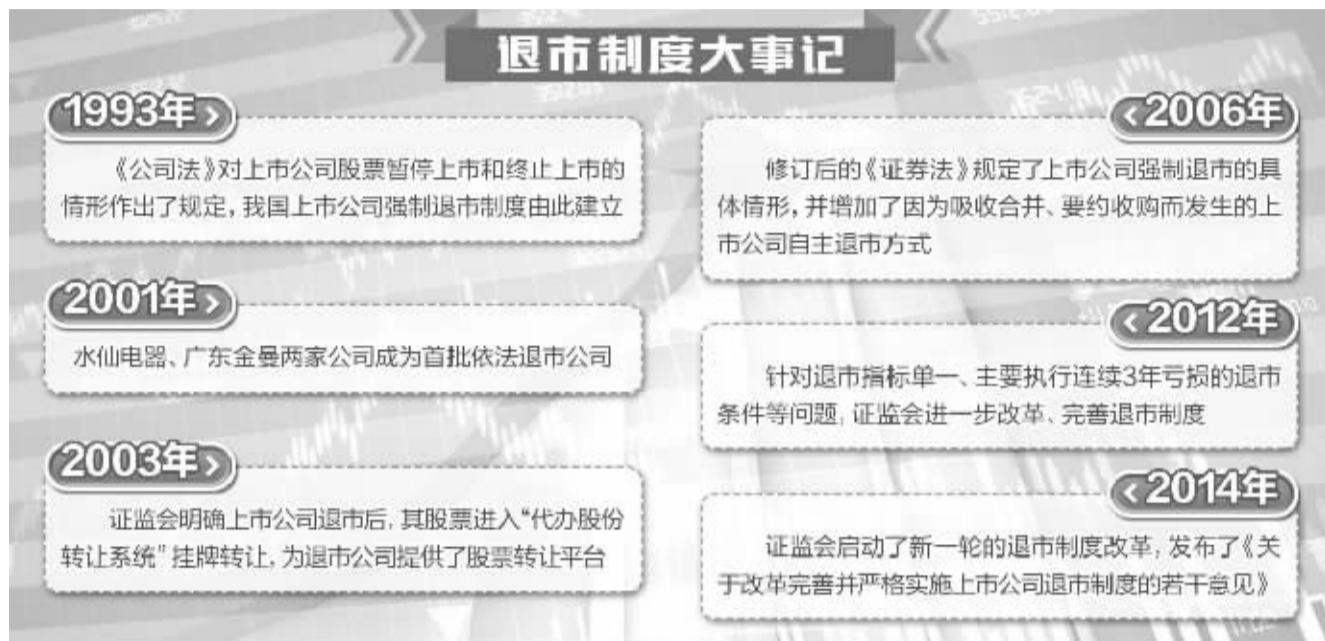 退市制度大事记
1993年
《公司法》对上市公司股票暂停上市和终止上市的
情形作出了规定，我国上市公司强制退市制度由此建立
2001年
水仙电器、广东金曼两家公司成为首批依法退市公司
2003年
证监会明确上市公司退市后，其股票进入“代办股份
转让系统”挂牌转让，为退市公司提供了股票转让平台
2006年
修订后的《证券法》规定了上市公司强制退市的具
体情形，并增加了因为吸收合并、要约收购而发生的上
市公司自主退市方式
2012年
针对退市指标单一、主要执行连续3年亏损的退市
条件等问题，证监会进一步改革、完善退市制度
2014年
证监会启动了新一轮的退市制度改革，发布了《关
于改革完善并严格实施上市公司退市制度的若干意见》